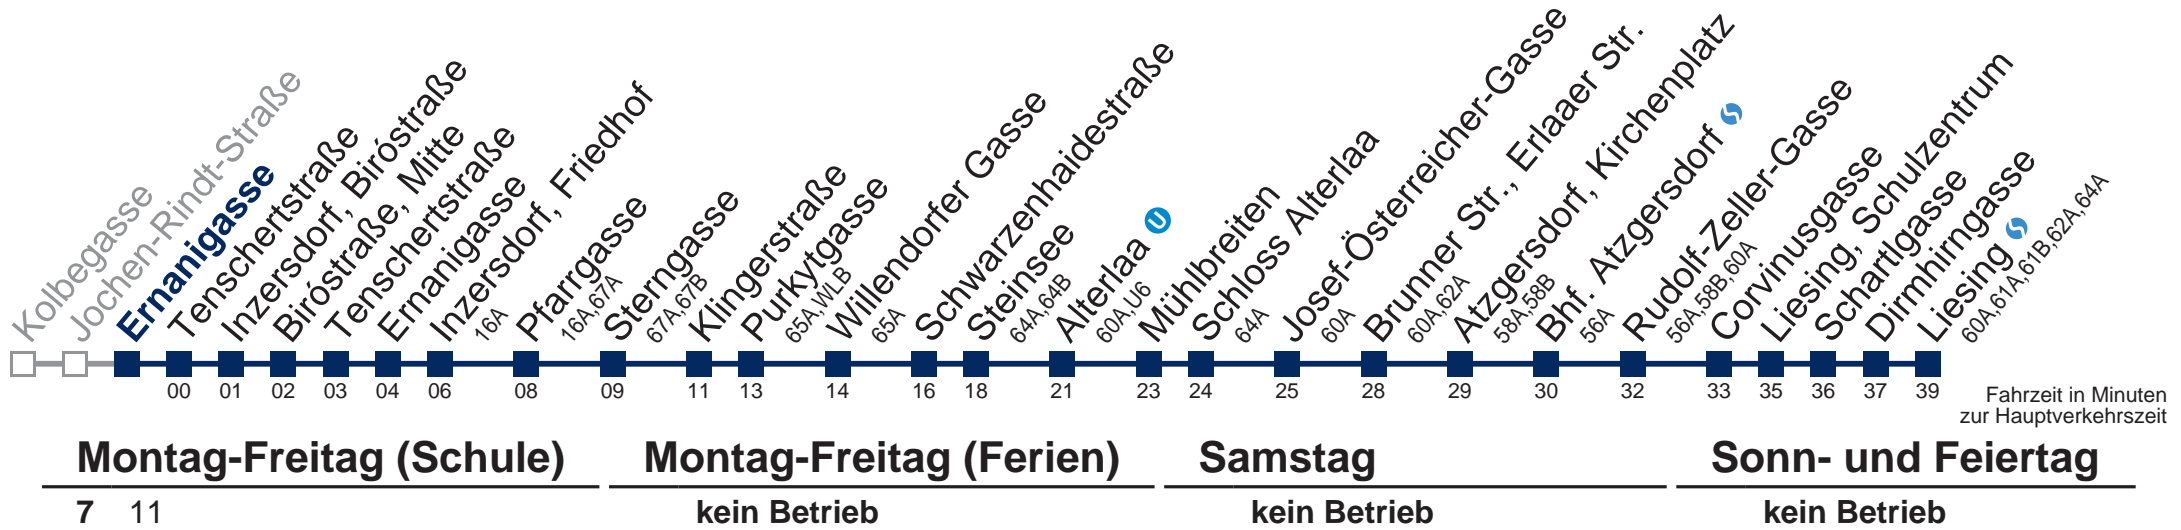 Kolbegasse
Jochen-Rindt-Straße
Ernanigasse
Tenschertstraße
Inzersdorf, Biróstraße
Biróstraße, Mitte
Tenschertstraße
Ernanigasse
Inzersdorf, Friedhof
16A
Pfarrgasse
16A,67A
Sterngasse
67A,67B
Klingerstraße
Purkytgasse
65A,WLB
Willendorfer Gasse
65A
Schwarzenhaidestraße
Steinsee
64A,64B
Alterlaa U
60A,U6
Mühlbreiten
Schloss Alterlaa
64A
Josef-Österreicher-Gasse
60A
Brunner Str., Erlaaer Str.
60A,62A
Atzgersdorf, Kirchenplatz
58A,58B
Bhf. Atzgersdorf
56A
Rudolf-Zeller-Gasse
56A,58B,60A
Corvinusgasse
Liesing, Schulzentrum
Schartlgasse
Dirmhirngasse
Liesing
60A,61A,61B,62A,64A
00 01 02 03 04 06 08 09 11 13 14 16 18 21 23 24 25 28 29 30 32 33 35 36 37 39
Fahrzeit in Minuten
zur Hauptverkehrszeit
Montag-Freitag (Schule) Montag-Freitag (Ferien) Samstag Sonn- und Feiertag
7 11 kein Betrieb kein Betrieb kein Betrieb